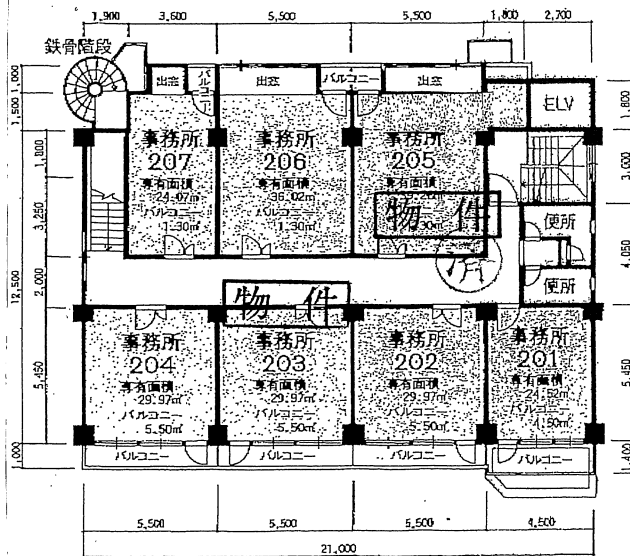 1,900 3,600 5,500 5,500 1,800 2,700
鉄骨階段
出窓
バルコニー
出窓
バルコニー
出窓
ELV
事務所
207
専有面積
24.07㎡
バルコニー
1.30㎡
事務所
206
専有面積
36.02㎡
バルコニー
1.30㎡
事務所
205
専有面積
物件
済
便所
便所
物件
事務所
204
専有面積
29.97㎡
バルコニー
5.50㎡
事務所
203
専有面積
29.97㎡
バルコニー
5.50㎡
事務所
202
専有面積
29.97㎡
バルコニー
5.50㎡
事務所
201
専有面積
24.52㎡
バルコニー
4.50㎡
バルコニー
バルコニー
バルコニー
バルコニー
1,000
1,500
3,250
2,000
5,450
1,000
12,500
1,800
3,600
4,050
5,450
1,400
5,500 5,500 5,500 4,500
21,000